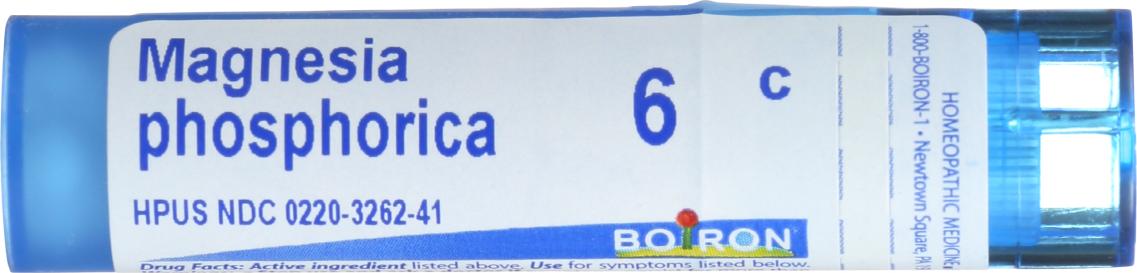 Magnesia
phosphorica
6 C
HPUS NDC 0220-3262-41
BOIRON
Drug Facts: Active ingredient listed above. Use for symptoms listed below.
HOMEOPATHIC MEDICINE
1-800-BOIRON-1 • Newtown Square PA